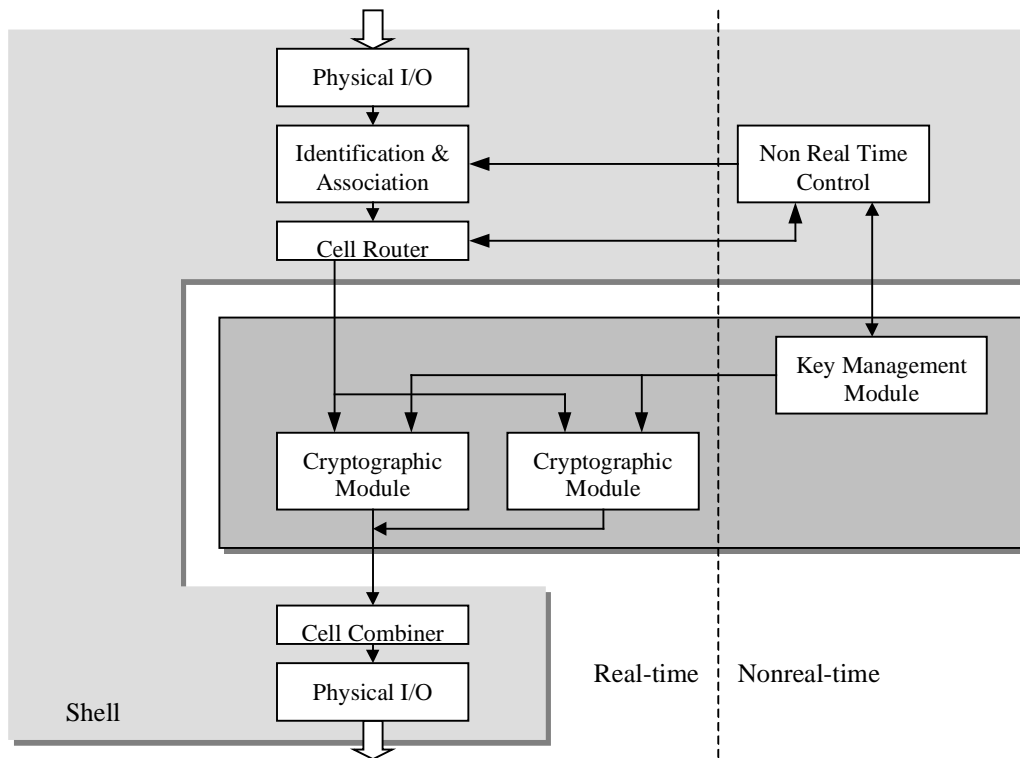 Physical I/O
Identification &
Association
Non Real Time
Control
Cell Router
Key Management
Module
Cryptographic
Module
Cryptographic
Module
Cell Combiner
Physical I/O
Real-time
Nonreal-time
Shell